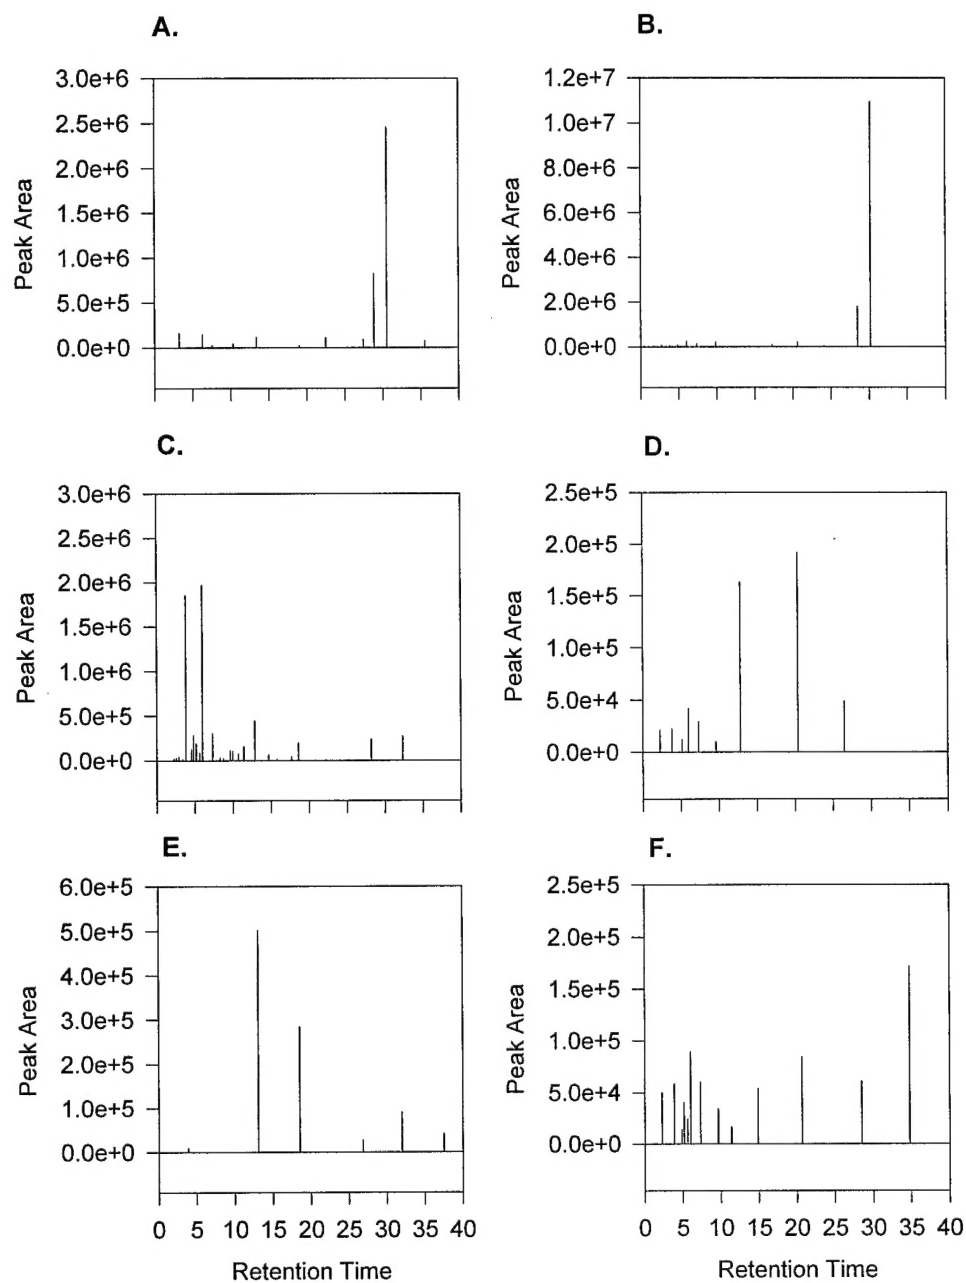 A.
3.0e+6
2.5e+6
2.0e+6
1.5e+6
1.0e+6
5.0e+5
0.0e+0
Peak Area
B.
1.2e+7
1.0e+7
8.0e+6
6.0e+6
4.0e+6
2.0e+6
0.0e+0
Peak Area
C.
3.0e+6
2.5e+6
2.0e+6
1.5e+6
1.0e+6
5.0e+5
0.0e+0
Peak Area
D.
2.5e+5
2.0e+5
1.5e+5
1.0e+5
5.0e+4
0.0e+0
Peak Area
E.
6.0e+5
5.0e+5
4.0e+5
3.0e+5
2.0e+5
1.0e+5
0.0e+0
Peak Area
0 5 10 15 20 25 30 35 40
Retention Time
F.
2.5e+5
2.0e+5
1.5e+5
1.0e+5
5.0e+4
0.0e+0
Peak Area
0 5 10 15 20 25 30 35 40
Retention Time